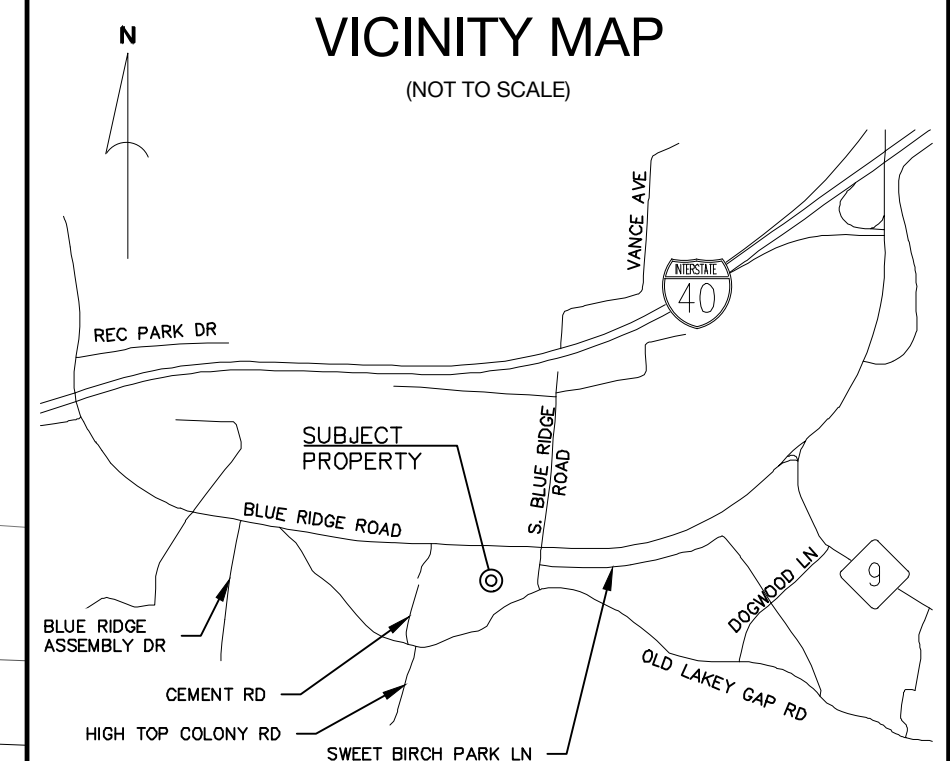 VICINITY MAP
(NOT TO SCALE)
N
VANCE AVE
INTERSTATE
40
REC PARK DR
SUBJECT
PROPERTY
S. BLUE RIDGE
ROAD
BLUE RIDGE ROAD
DOGWOOD LN
9
BLUE RIDGE
ASSEMBLY DR
OLD LAKEY GAP RD
CEMENT RD
HIGH TOP COLONY RD
SWEET BIRCH PARK LN